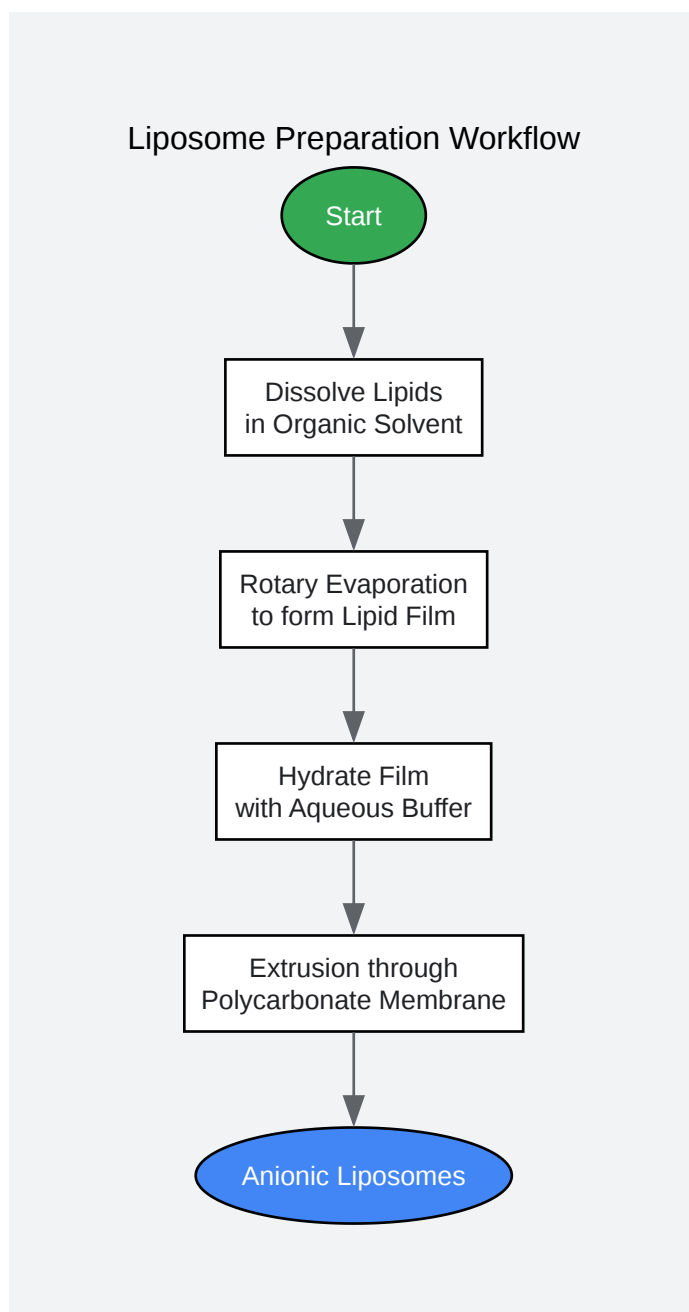 Liposome Preparation Workflow
Start
Dissolve Lipids
in Organic Solvent
Rotary Evaporation
to form Lipid Film
Hydrate Film
with Aqueous Buffer
Extrusion through
Polycarbonate Membrane
Anionic Liposomes